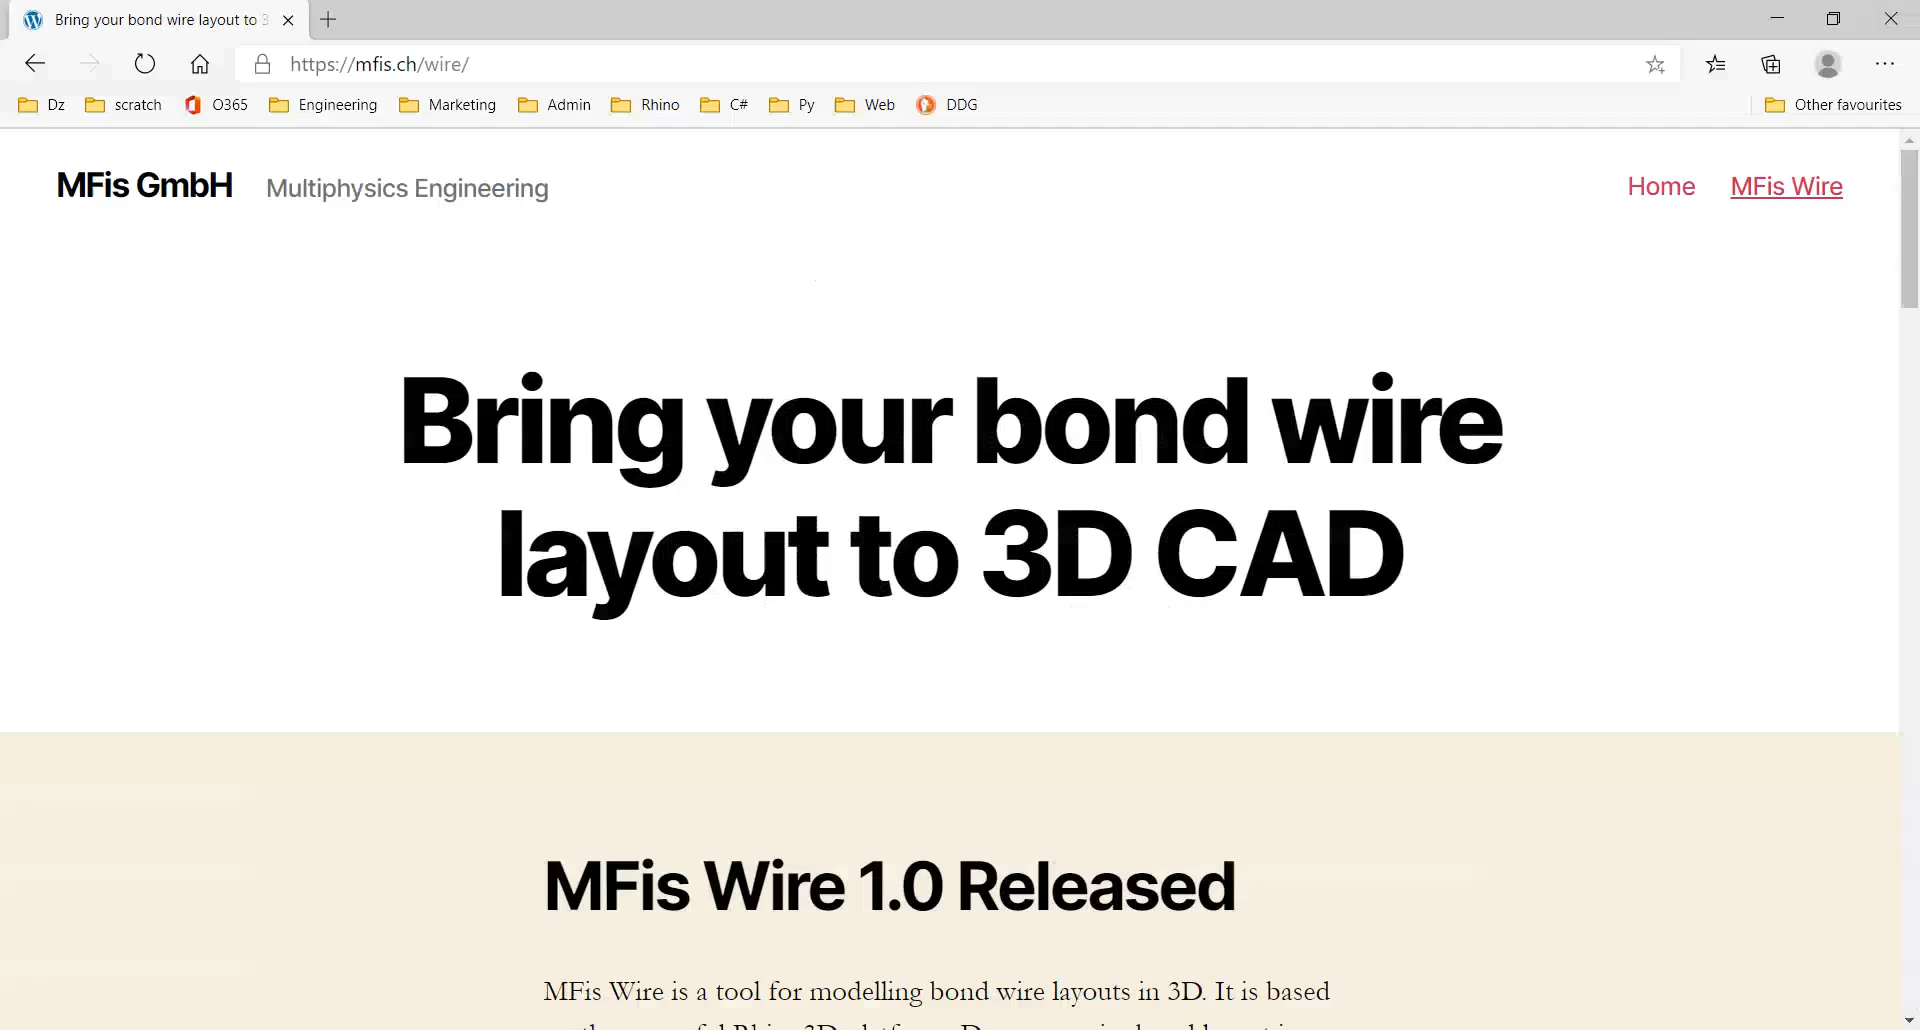 Bring your bond wire layout to 3
https://mfis.ch/wire/
Dz scratch O365 Engineering Marketing Admin Rhino C# Py Web DDG Other favourites
MFis GmbH Multiphysics Engineering Home MFis Wire
Bring your bond wire
layout to 3D CAD
MFis Wire 1.0 Released
MFis Wire is a tool for modelling bond wire layouts in 3D. It is based